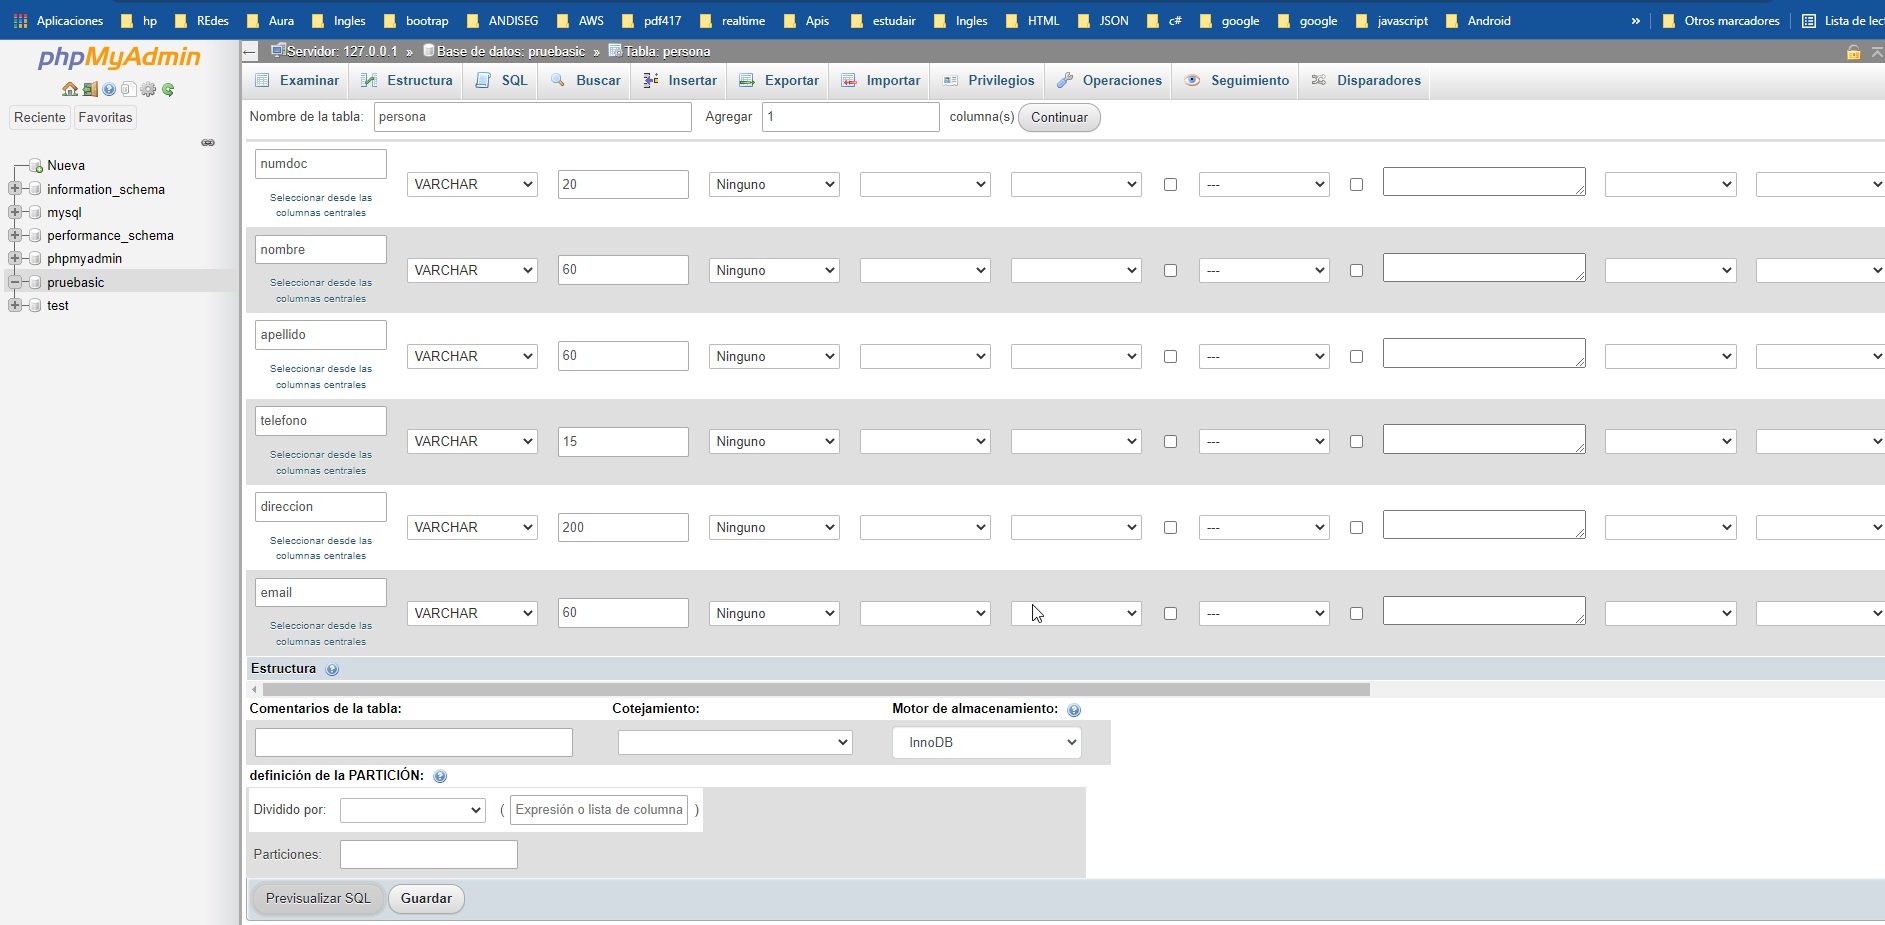 Aplicaciones hp REdes Aura Ingles bootrap ANDISEG AWS pdf417 realtime Apis estudair Ingles HTML JSON c# google google javascript Android » Otros marcadores Lista de lec
phpMyAdmin
Reciente Favoritas
Nueva
information_schema
mysql
performance_schema
phpmyadmin
pruebasic
test
Servidor: 127.0.0.1 » Base de datos: pruebasic » Tabla: persona
Examinar Estructura SQL Buscar Insertar Exportar Importar Privilegios Operaciones Seguimiento Disparadores
Nombre de la tabla: persona Agregar 1 columna(s) Continuar
numdoc
VARCHAR 20 Ninguno ---
Seleccionar desde las
columnas centrales
nombre
VARCHAR 60 Ninguno ---
Seleccionar desde las
columnas centrales
apellido
VARCHAR 60 Ninguno ---
Seleccionar desde las
columnas centrales
telefono
VARCHAR 15 Ninguno ---
Seleccionar desde las
columnas centrales
direccion
VARCHAR 200 Ninguno ---
Seleccionar desde las
columnas centrales
email
VARCHAR 60 Ninguno ---
Seleccionar desde las
columnas centrales
Estructura
Comentarios de la tabla: Cotejamiento: Motor de almacenamiento:
InnoDB
definición de la PARTICIÓN:
Dividido por: ( Expresión o lista de columna )
Particiones:
Previsualizar SQL Guardar